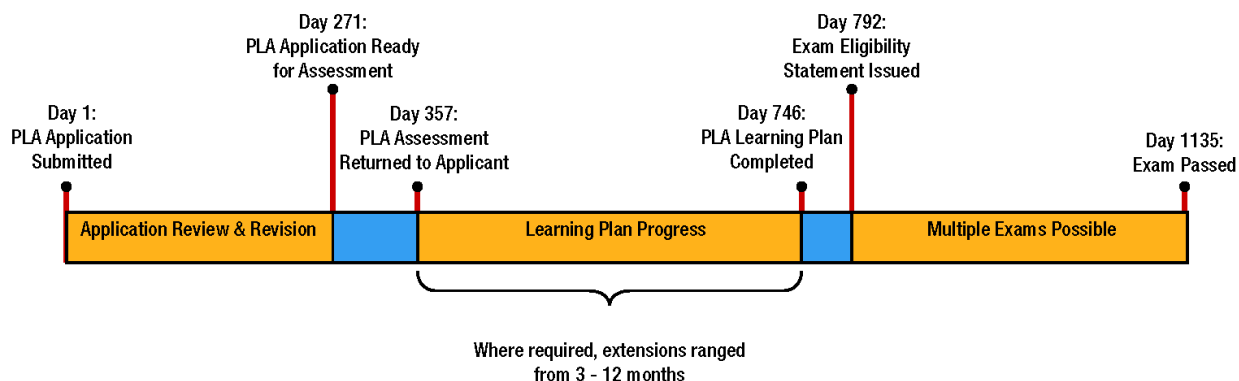 Day 1:
PLA Application
Submitted
Day 271:
PLA Application Ready
for Assessment
Day 357:
PLA Assessment
Returned to Applicant
Day 746:
PLA Learning Plan
Completed
Day 792:
Exam Eligibility
Statement Issued
Day 1135:
Exam Passed
Application Review & Revision
Learning Plan Progress
Multiple Exams Possible
Where required, extensions ranged
from 3 - 12 months